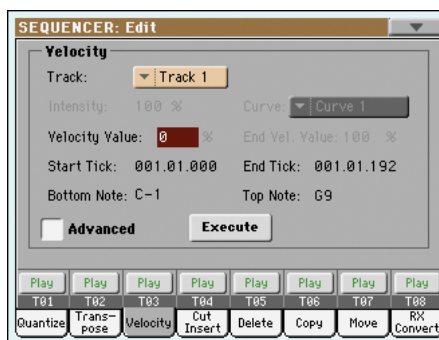 SEQUENCER: Edit
Velocity
Track: Track 1
Intensity: 100 % Curve: Curve 1
Velocity Value: 0 % End Vel. Value: 100 %
Start Tick: 001.01.000 End Tick: 001.01.192
Bottom Note: C-1 Top Note: G9
Advanced Execute
Play Play Play Play Play Play Play Play
T01 T02 T03 T04 T05 T06 T07 T08
Quantize Trans-pose Velocity Cut Insert Delete Copy Move RX Convert